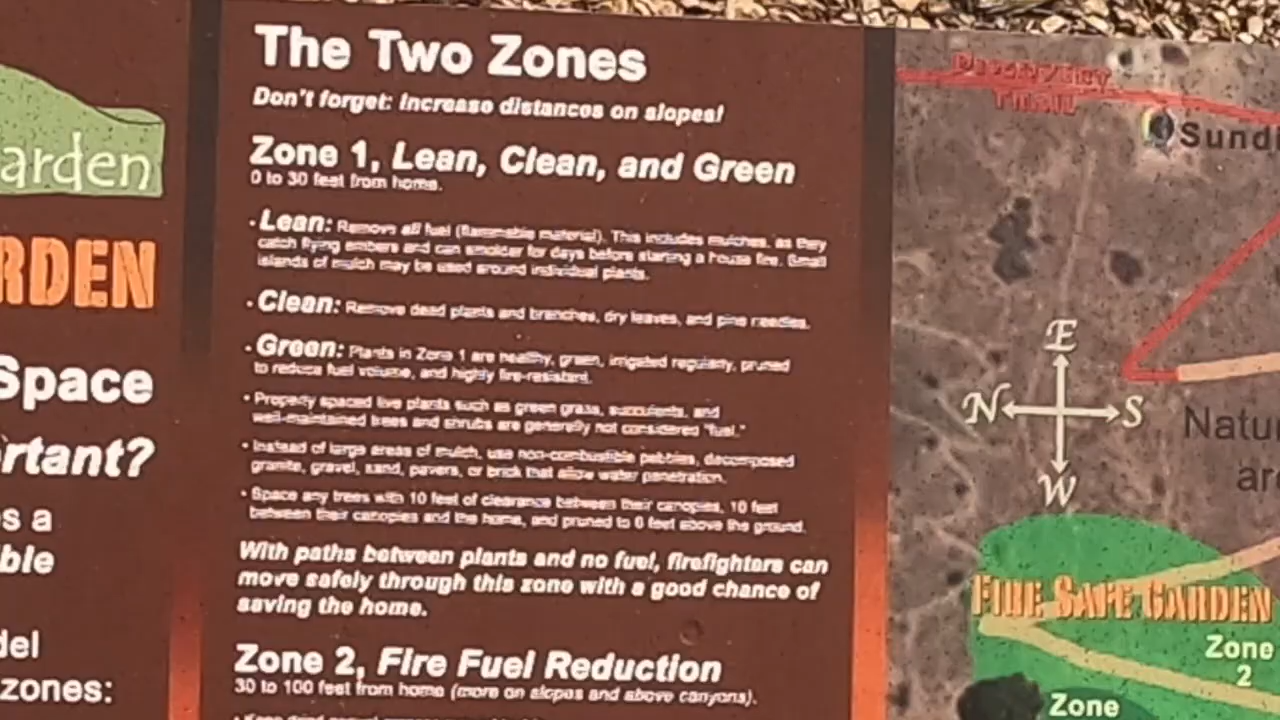 arden
RDEN
Space
rtant?
s a
ble
del
zones:
The Two Zones
Don't forget: Increase distances on slopes!
Zone 1, Lean, Clean, and Green
0 to 30 feet from home.
• Lean: Remove all fuel (flammable material). This includes mulches, as they
catch flying embers and can smolder for days before starting a house fire. Small
islands of mulch may be used around individual plants.
• Clean: Remove dead plants and branches, dry leaves, and pine needles.
• Green: Plants in Zone 1 are healthy, green, irrigated regularly, pruned
to reduce fuel volume, and highly fire-resistant.
• Properly spaced live plants such as green grass, succulents, and
well-maintained trees and shrubs are generally not considered "fuel."
• Instead of large areas of mulch, use non-combustible pebbles, decomposed
granite, gravel, sand, pavers, or brick that allow water penetration.
• Space any trees with 10 feet of clearance between their canopies, 10 feet
between their canopies and the home, and pruned to feet above the ground.
With paths between plants and no fuel, firefighters can
move safely through this zone with a good chance of
saving the home.
Zone 2, Fire Fuel Reduction
30 to 100 feet from home (more on slopes and above canyons).
DISCOVERY
TRAIL
Sundi
E
N S
W
Natu
ar
FIRE SAFE GARDEN
Zone
2
Zone